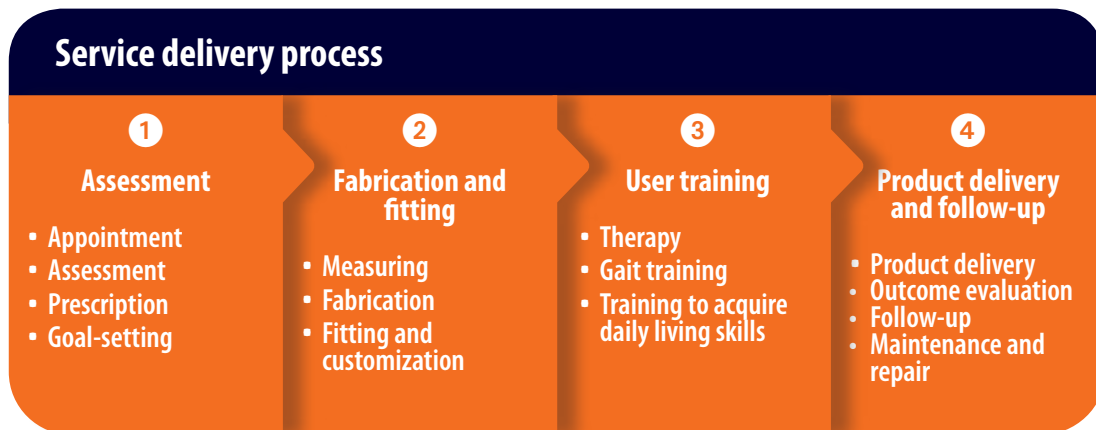 Service delivery process
1
Assessment
▪ Appointment
▪ Assessment
▪ Prescription
▪ Goal-setting
2
Fabrication and
fitting
▪ Measuring
▪ Fabrication
▪ Fitting and
customization
3
User training
▪ Therapy
▪ Gait training
▪ Training to acquire
daily living skills
4
Product delivery
and follow-up
▪ Product delivery
• Outcome evaluation
• Follow-up
• Maintenance and
repair